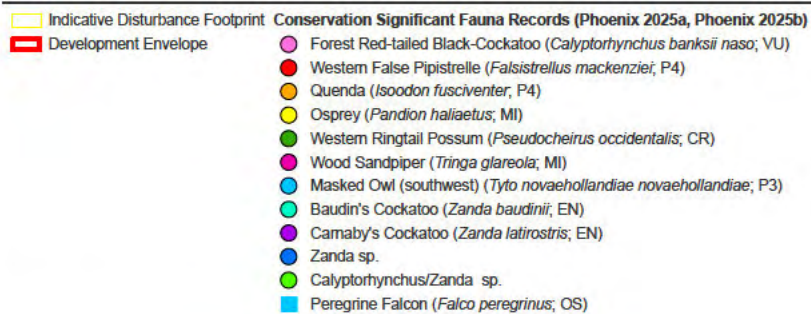 Indicative Disturbance Footprint
Development Envelope
Conservation Significant Fauna Records (Phoenix 2025a, Phoenix 2025b)
Forest Red-tailed Black-Cockatoo (Calyptorhynchus banksii naso; VU)
Western False Pipistrelle (Falsistrellus mackenziei; P4)
Quenda (Isoodon fusciventer; P4)
Osprey (Pandion haliaetus; MI)
Western Ringtail Possum (Pseudocheirus occidentalis; CR)
Wood Sandpiper (Tringa glareola; MI)
Masked Owl (southwest) (Tyto novaehollandiae novaehollandiae; P3)
Baudin's Cockatoo (Zanda baudinii; EN)
Carnaby's Cockatoo (Zanda latirostris; EN)
Zanda sp.
Calyptorhynchus/Zanda sp.
Peregrine Falcon (Falco peregrinus; OS)